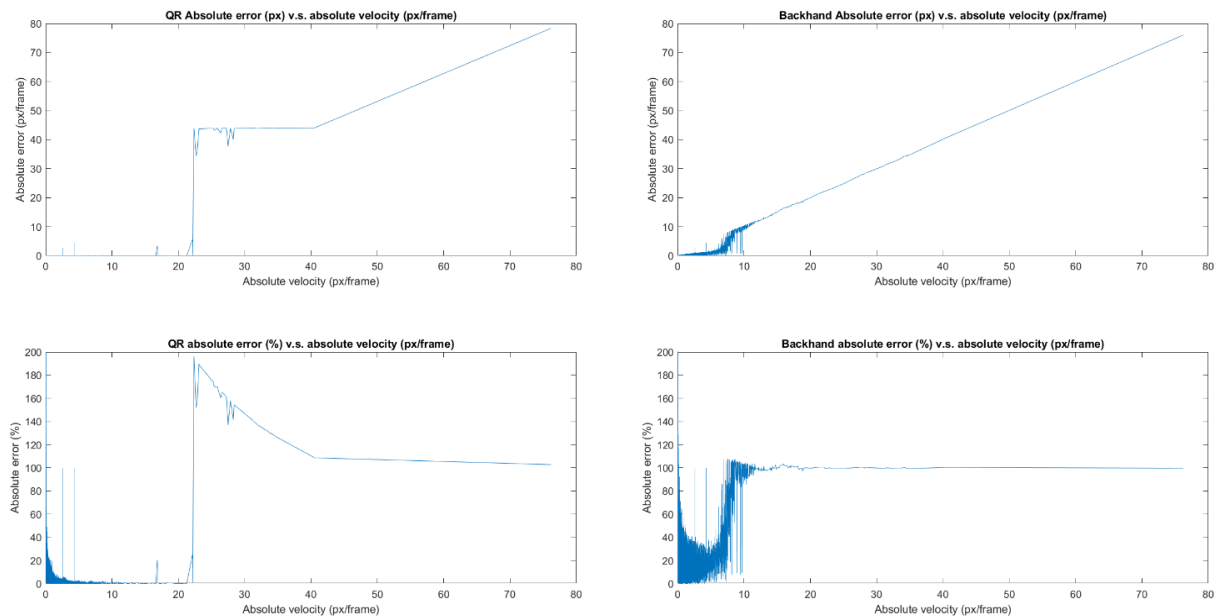 QR Absolute error (px) v.s. absolute velocity (px/frame)
Absolute error (px/frame)
80
70
60
50
40
30
20
10
0
0 10 20 30 40 50 60 70 80
Absolute velocity (px/frame)
Backhand Absolute error (px) v.s. absolute velocity (px/frame)
Absolute error (px/frame)
80
70
60
50
40
30
20
10
0
0 10 20 30 40 50 60 70 80
Absolute velocity (px/frame)
QR absolute error (%) v.s. absolute velocity (px/frame)
Absolute error (%)
200
180
160
140
120
100
80
60
40
20
0
0 10 20 30 40 50 60 70 80
Absolute velocity (px/frame)
Backhand absolute error (%) v.s. absolute velocity (px/frame)
Absolute error (%)
200
180
160
140
120
100
80
60
40
20
0
0 10 20 30 40 50 60 70 80
Absolute velocity (px/frame)